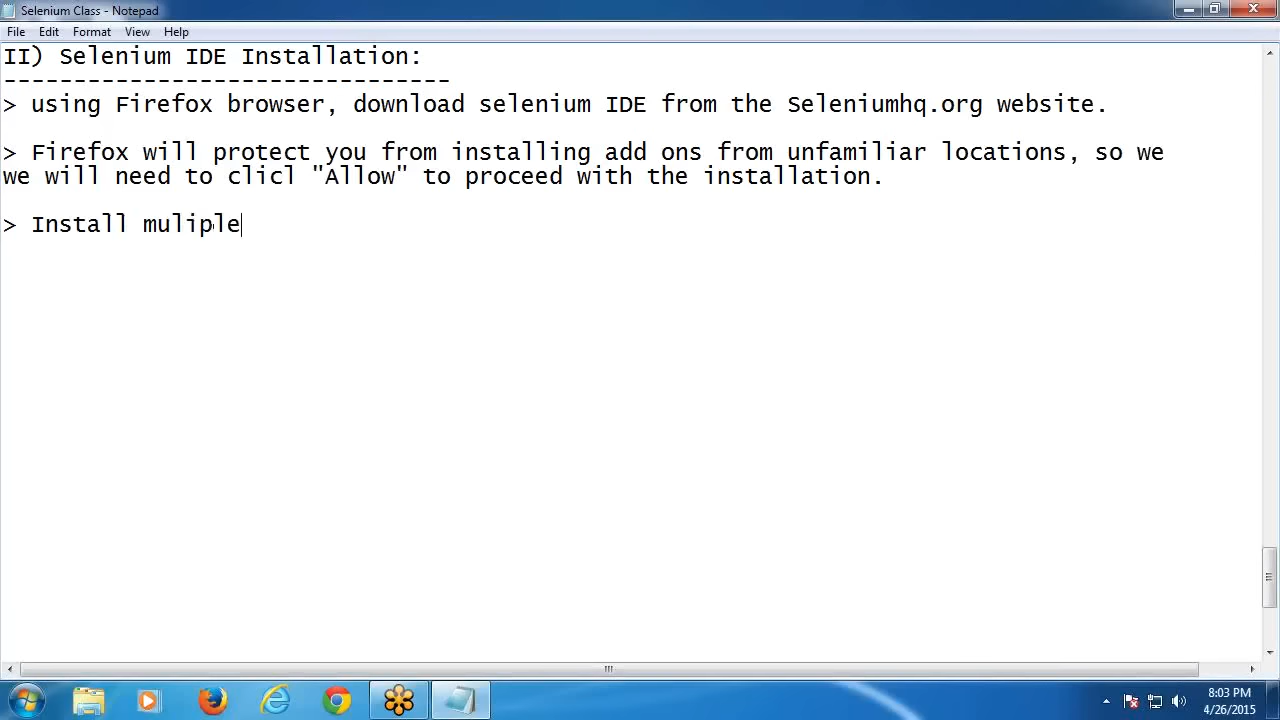 Selenium Class - Notepad
File Edit Format View Help
II) Selenium IDE Installation:
--------------------------------
> using Firefox browser, download selenium IDE from the Seleniumhq.org website.
> Firefox will protect you from installing add ons from unfamiliar locations, so we
we will need to clicl "Allow" to proceed with the installation.
> Install muliple
8:03 PM
4/26/2015